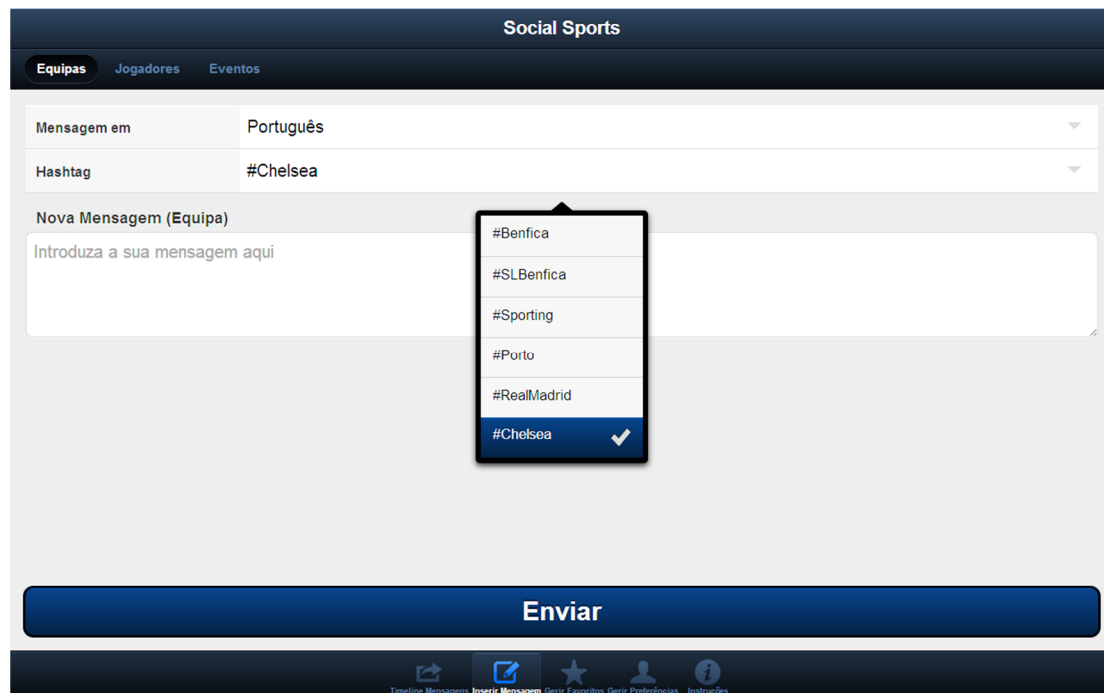 Social Sports
Equipas Jogadores Eventos
Mensagem em Português
Hashtag #Chelsea
Nova Mensagem (Equipa)
Introduza a sua mensagem aqui
#Benfica
#SLBenfica
#Sporting
#Porto
#RealMadrid
#Chelsea
Enviar
Timeline Mensagens Inserir Mensagem Gerir Favoritos Gerir Preferências Instruções